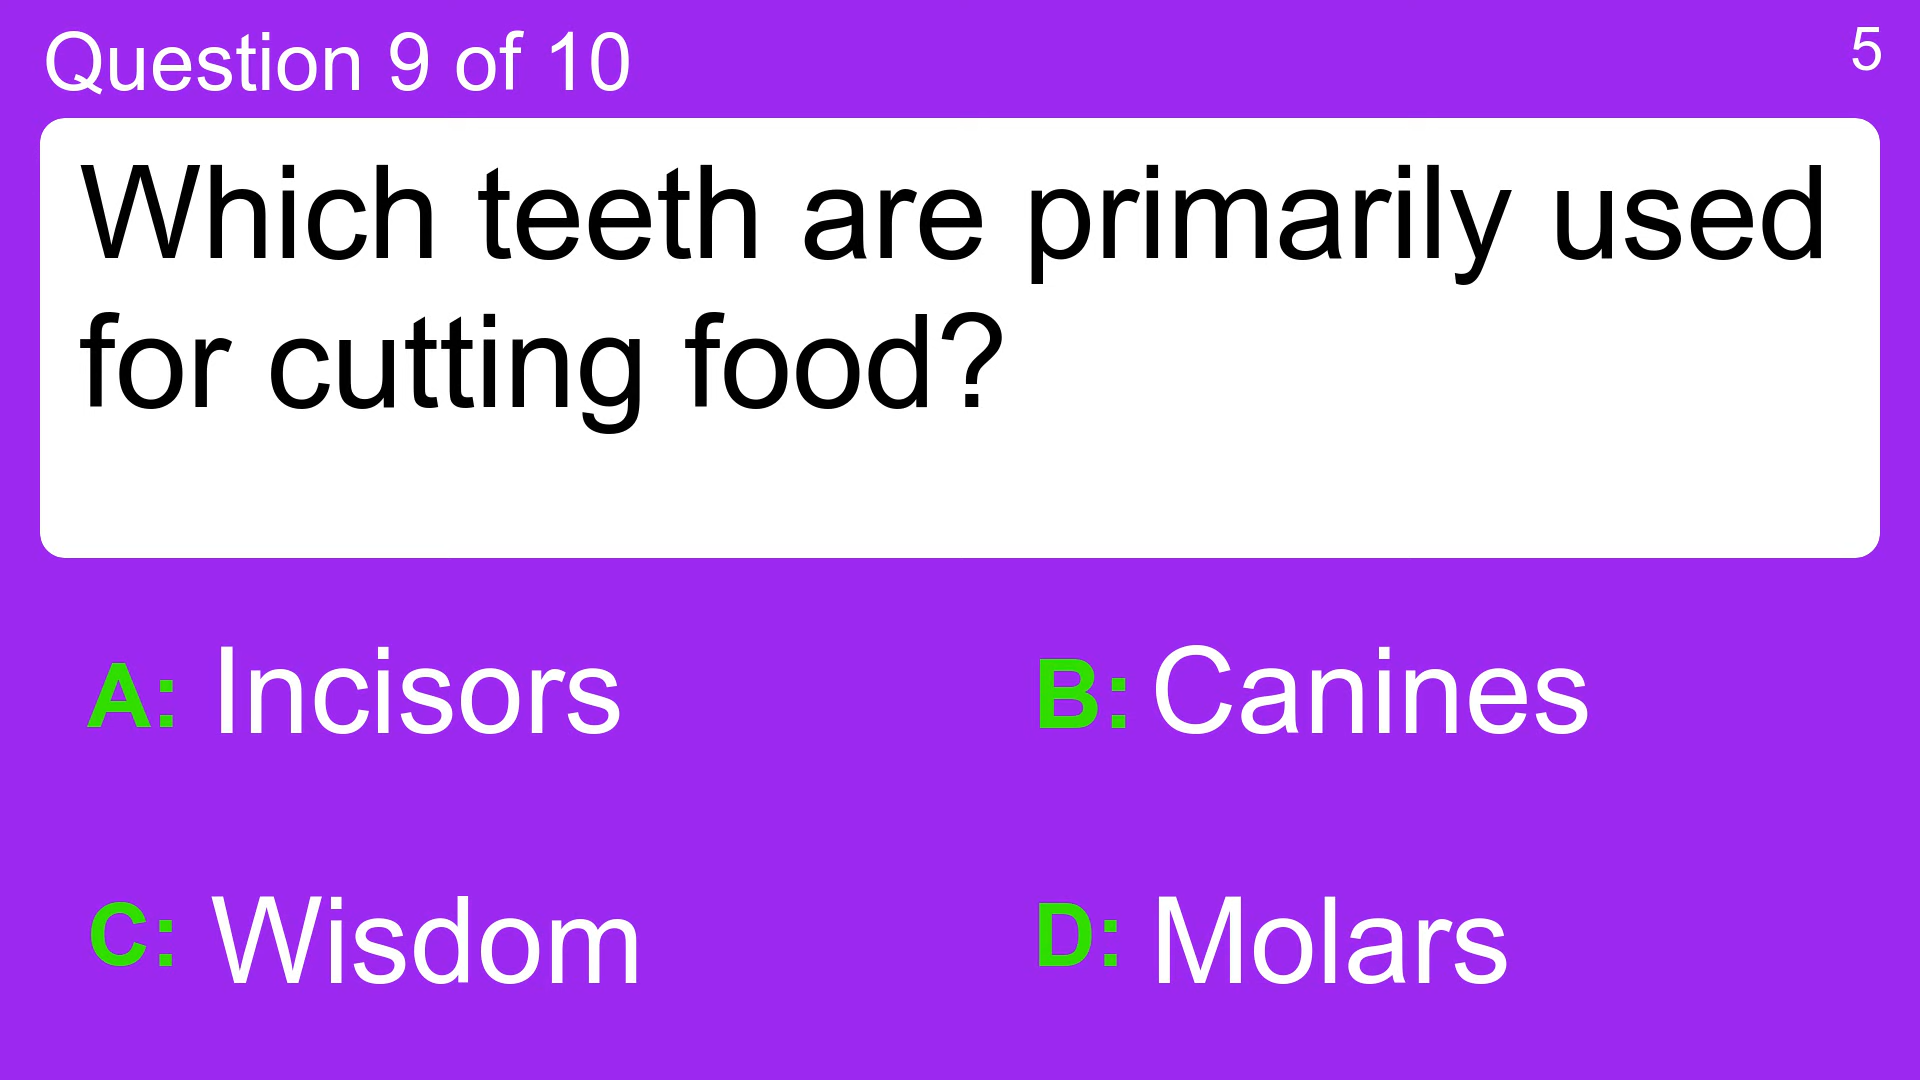 Question 9 of 10
5
Which teeth are primarily used
for cutting food?
A: Incisors
B: Canines
C: Wisdom
D: Molars